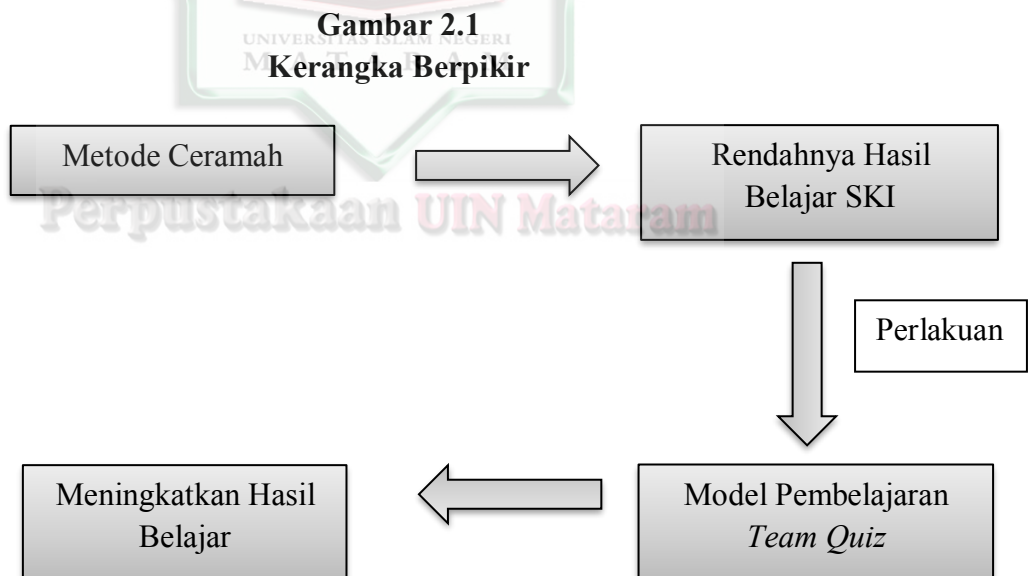 Gambar 2.1
UNIVERSITAS ISLAM NEGERI
MATARAM
Kerangka Berpikir
Metode Ceramah
Rendahnya Hasil
Belajar SKI
Perpustakaan UIN Mataram
Perlakuan
Meningkatkan Hasil
Belajar
Model Pembelajaran
Team Quiz